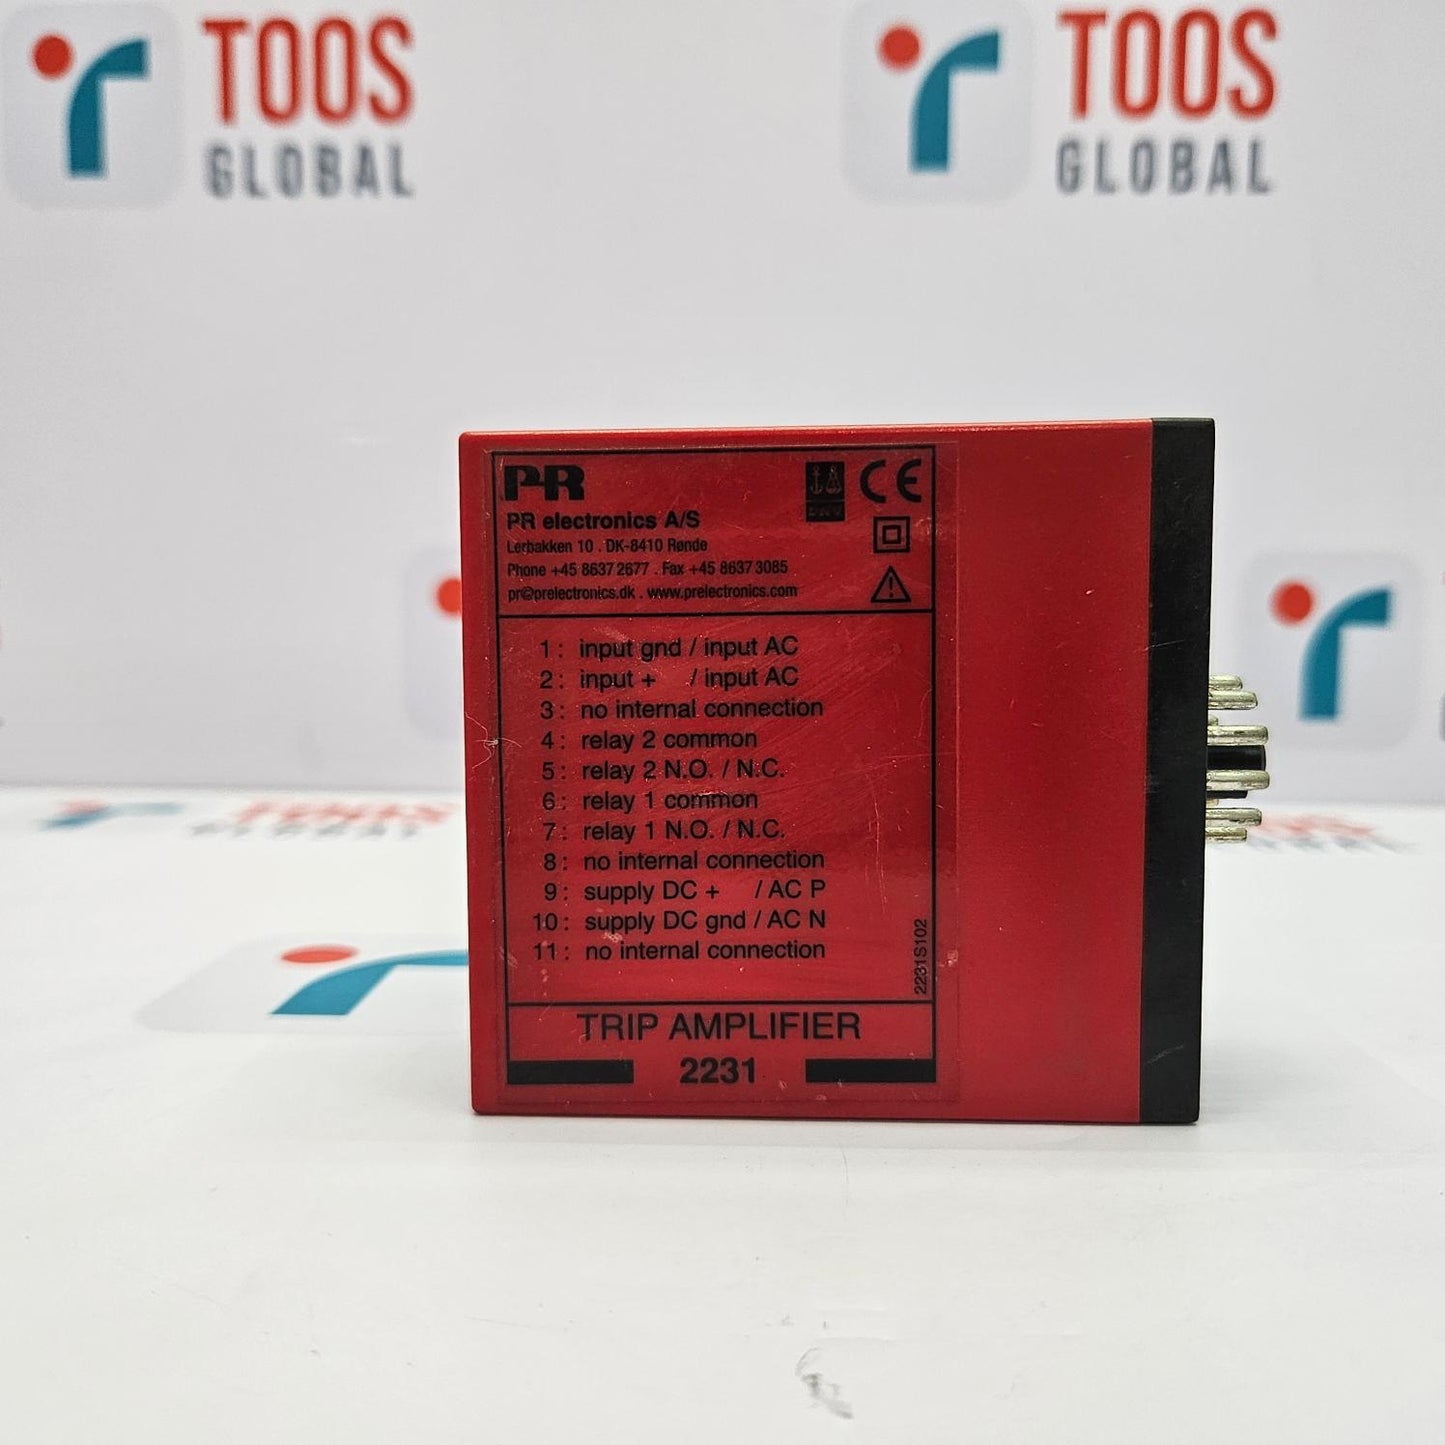 TOOS
GLOBAL
TOOS
GLOBAL
PR
PR electronics A/S
Lerbakken 10 . DK-8410 Rønde
Phone +45 8637 2677 . Fax +45 8637 3085
pr@prelectronics.dk . www.prelectronics.com
DNV
CE
1 : input gnd / input AC
2 : input + / input AC
3 : no internal connection
4 : relay 2 common
5 : relay 2 N.O. / N.C.
6 : relay 1 common
7 : relay 1 N.O. / N.C.
8 : no internal connection
9 : supply DC + / AC P
10 : supply DC gnd / AC N
11 : no internal connection
2231S102
TRIP AMPLIFIER
2231
TOOS
GLOBAL